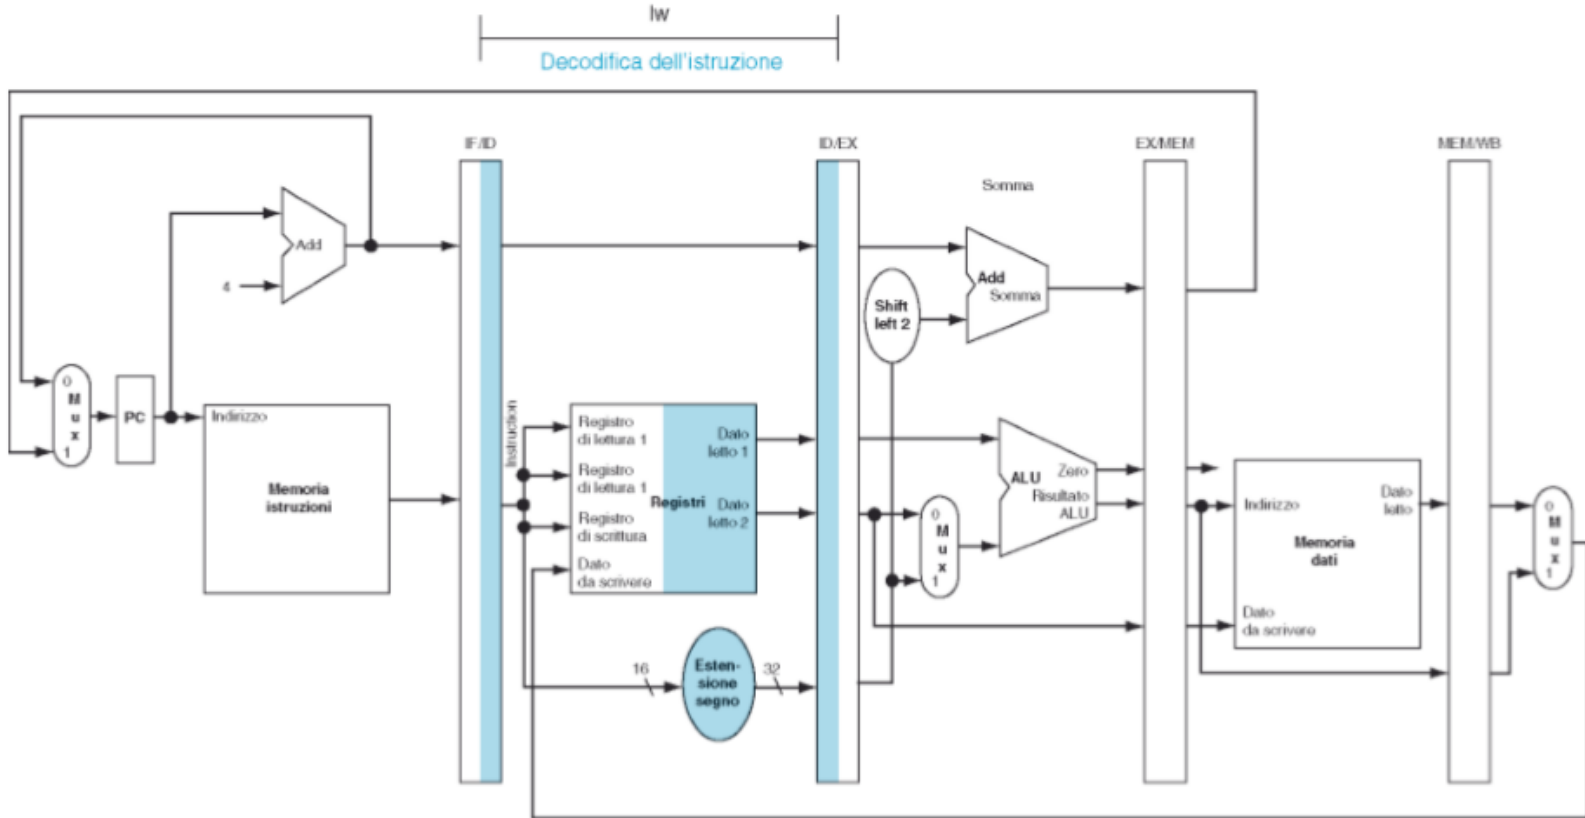 lw
Decodifica dell'istruzione
IF/ID
ID/EX
EX/MEM
MEM/WB
Somma
Add
4
Add
Somma
Shift
left 2
0
M
u
x
1
PC
Indirizzo
Memoria
istruzioni
Instruction
Registro
di lettura 1
Registro
di lettura 1
Registro
di scrittura
Dato
da scrivere
Registri
Dato
letto 1
Dato
letto 2
16
Esten-
sione
segno
32
0
M
u
x
1
ALU
Zero
Risultato
ALU
Indirizzo
Dato
letto
Memoria
dati
Dato
da scrivere
0
M
u
x
1